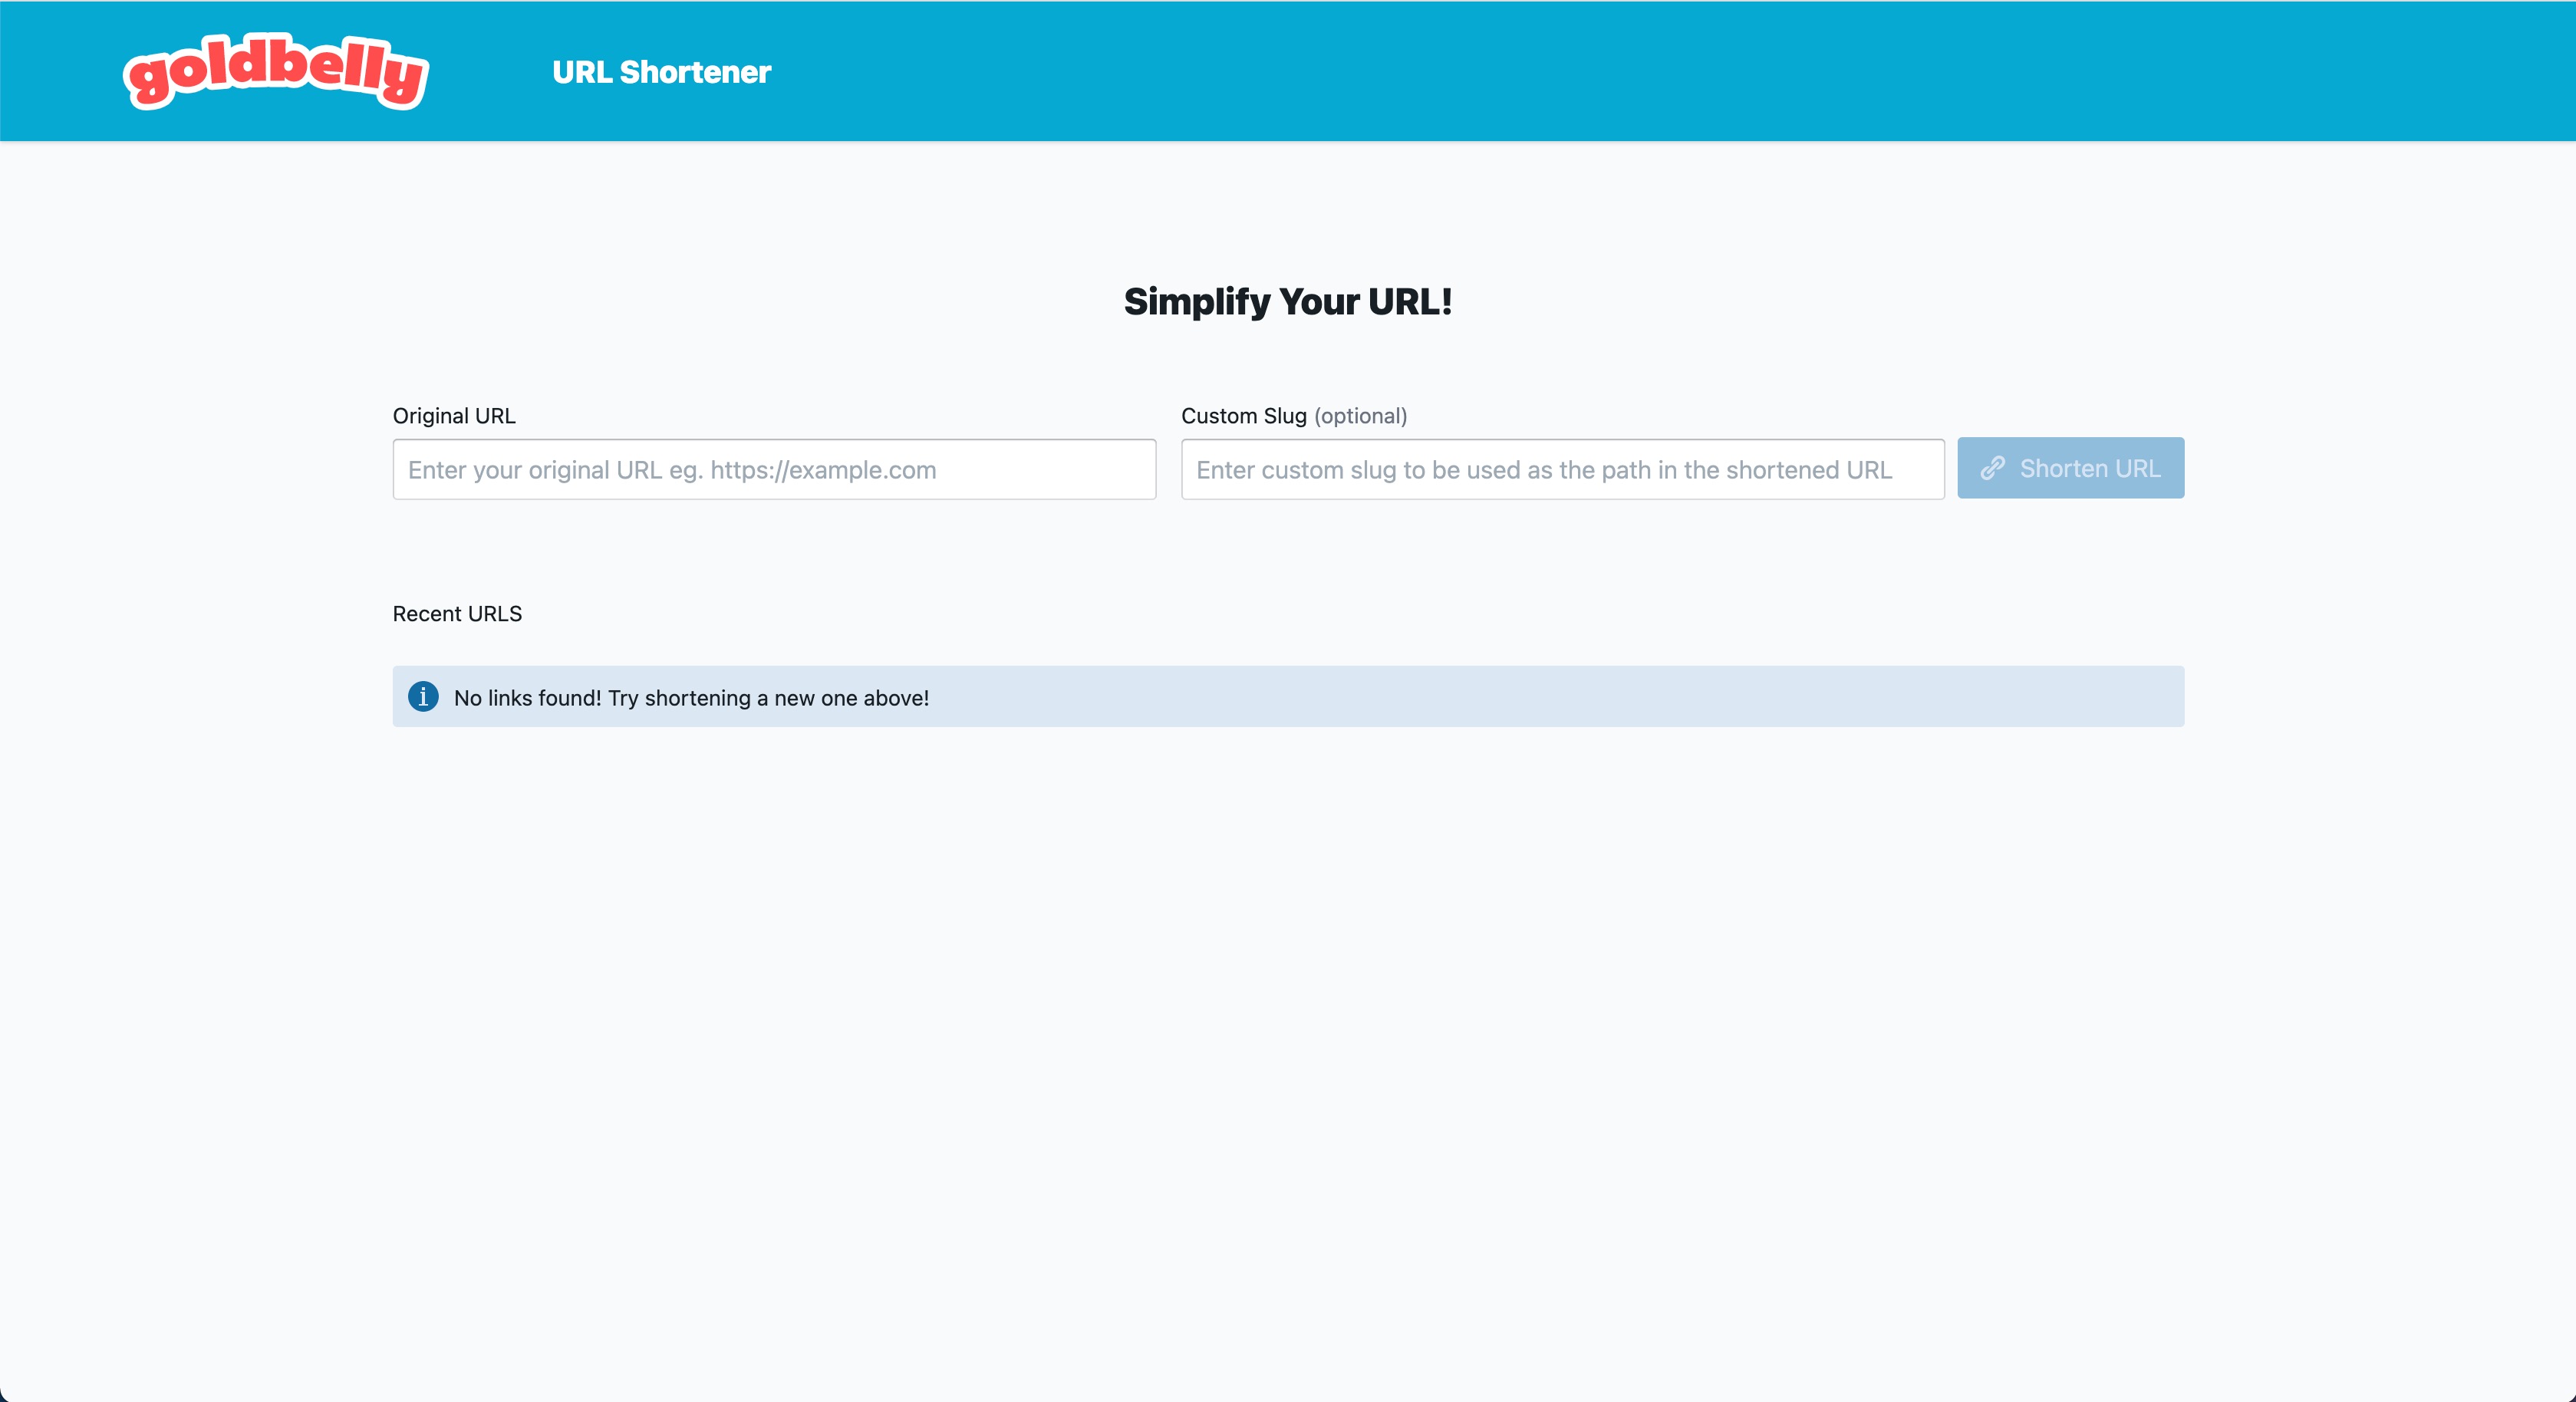 goldbelly URL Shortener
Simplify Your URL!
Original URL
Enter your original URL eg. https://example.com
Custom Slug (optional)
Enter custom slug to be used as the path in the shortened URL
Shorten URL
Recent URLS
No links found! Try shortening a new one above!